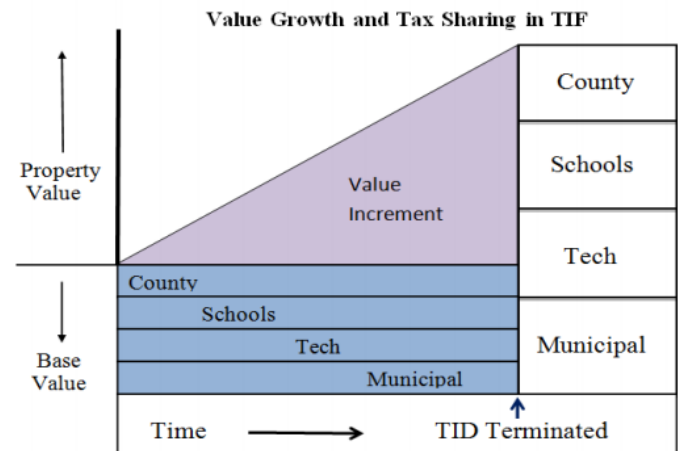 Value Growth and Tax Sharing in TIF
County
Schools
Property
Value
Value
Increment
Tech
County
Schools
Tech
Municipal
Base
Value
Municipal
Time
TID Terminated